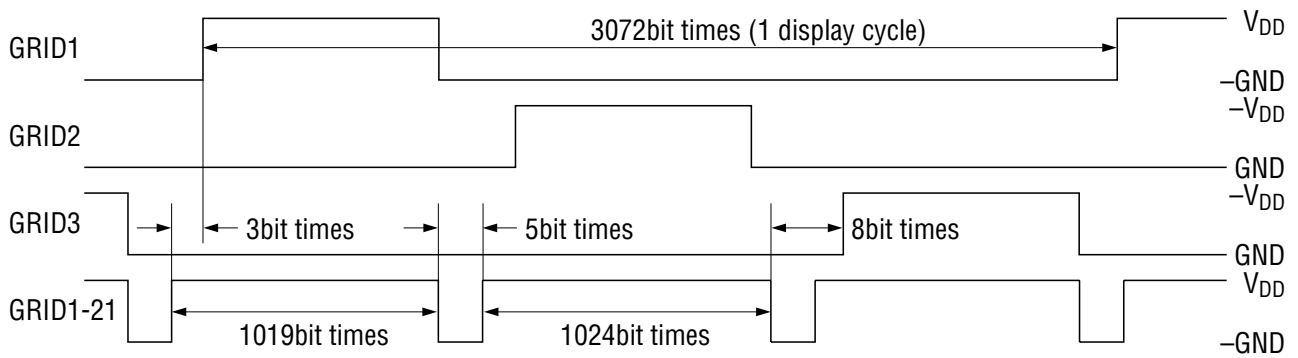 GRID1
3072bit times (1 display cycle)
VDD
–GND
GRID2
–VDD
GND
GRID3
3bit times
5bit times
8bit times
–VDD
GND
GRID1-21
1019bit times
1024bit times
VDD
–GND